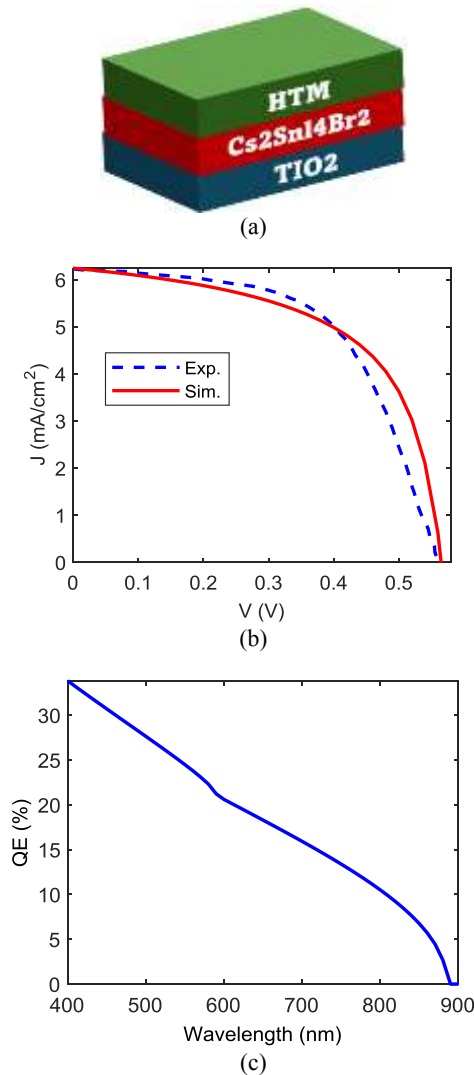 HTM
Cs2SnI4Br2
TIO2
(a)
6
5
4
3
2
1
0
J (mA/cm2)
Exp.
Sim.
0 0.1 0.2 0.3 0.4 0.5
V (V)
(b)
30
25
20
15
10
5
0
QE (%)
400 500 600 700 800 900
Wavelength (nm)
(c)